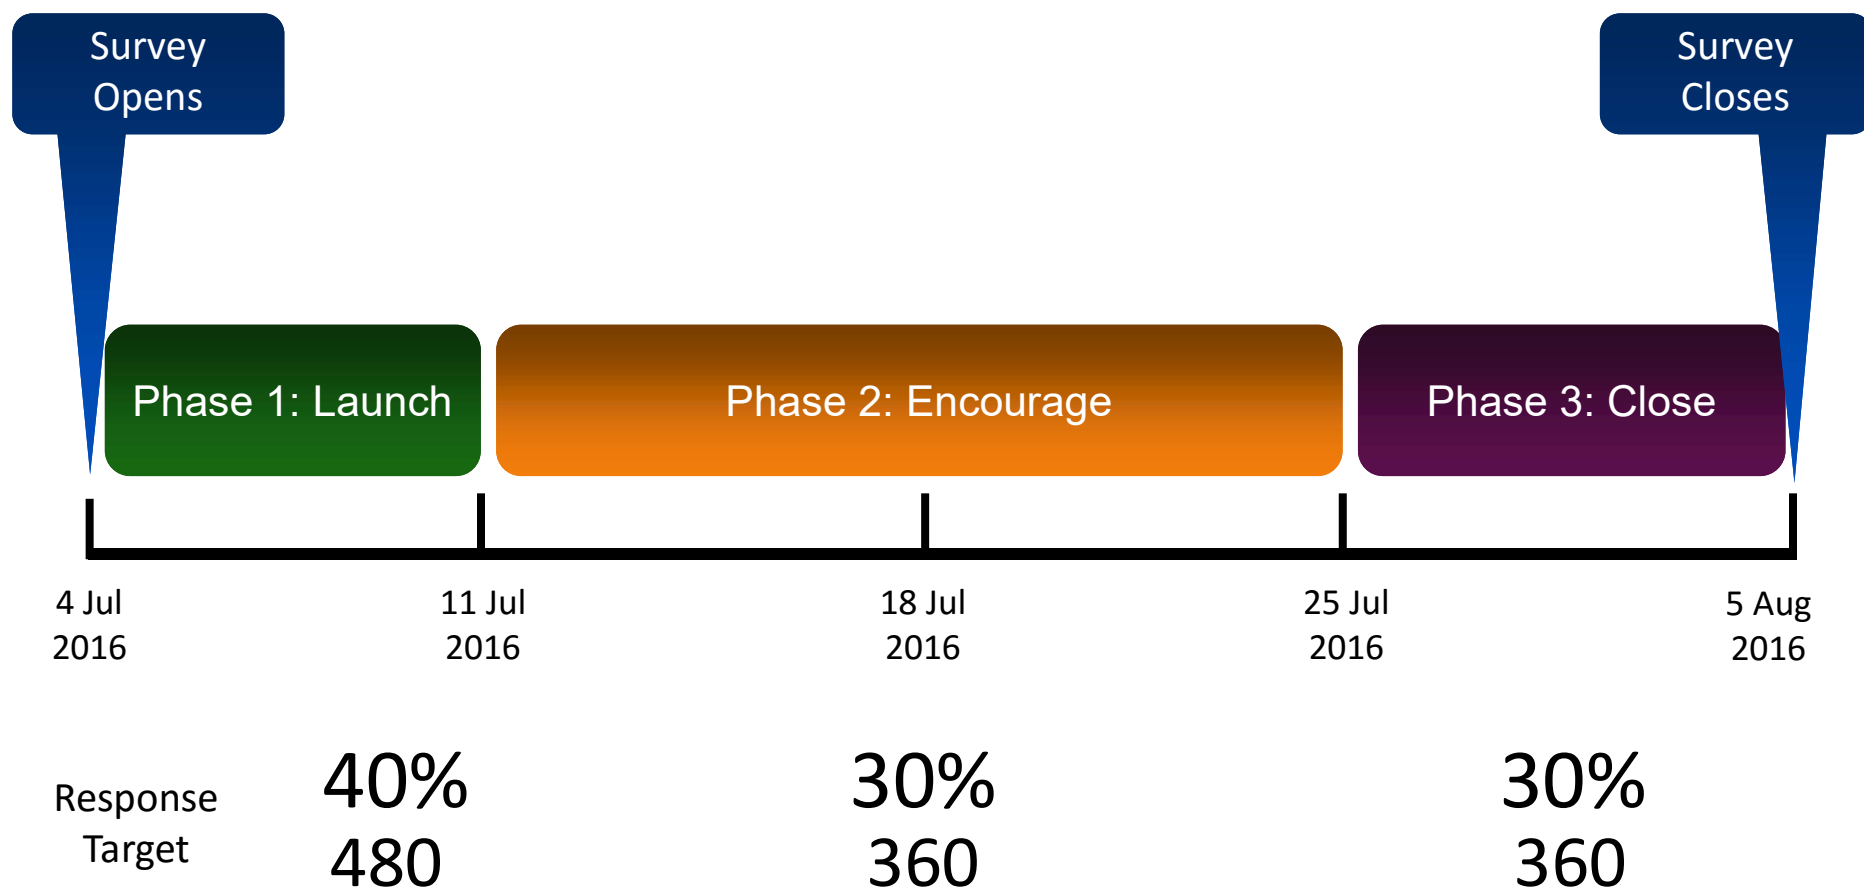 Survey
Opens
Survey
Closes
Phase 1: Launch
Phase 2: Encourage
Phase 3: Close
4 Jul
2016
11 Jul
2016
18 Jul
2016
25 Jul
2016
5 Aug
2016
Response
Target
40%
480
30%
360
30%
360